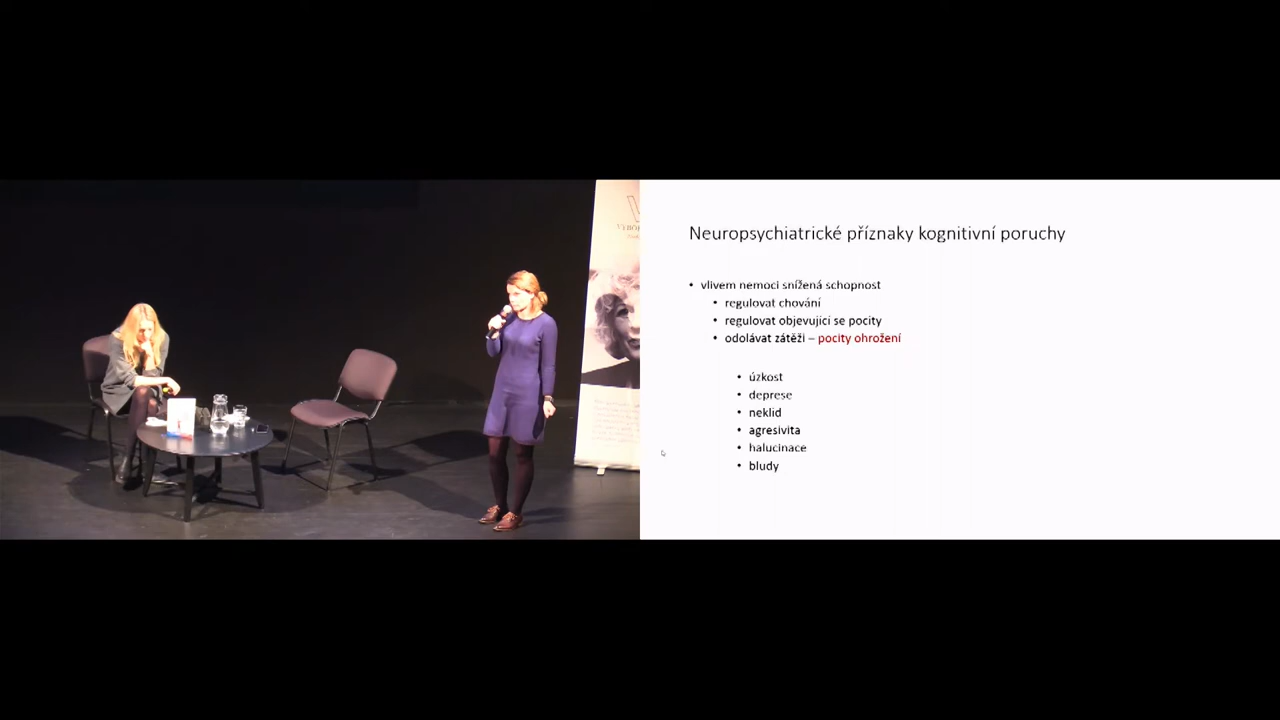 Neuropsychiatrické příznaky kognitivní poruchy
• vlivem nemoci snížená schopnost
• regulovat chování
• regulovat objevujici se pocity
• odolávat zátěži – pocity ohrožení
• úzkost
• deprese
• neklid
• agresivita
• halucinace
• bludy